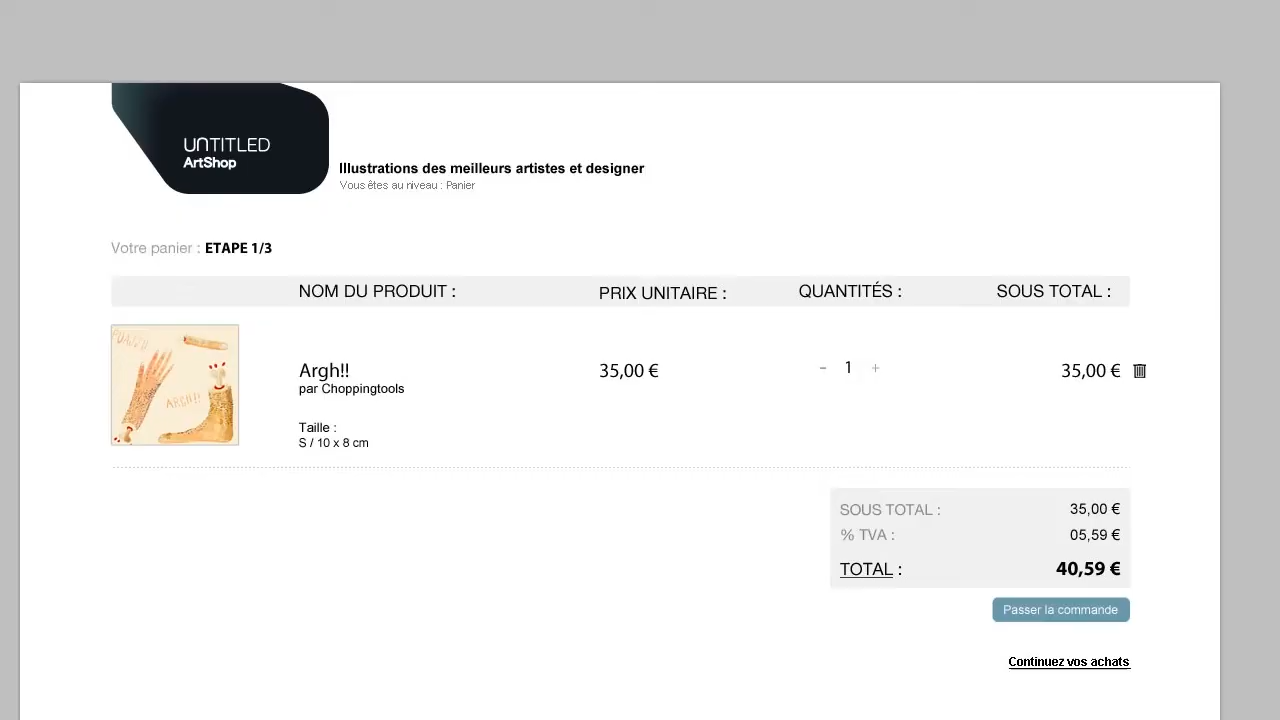 UNTITLED
ArtShop
Illustrations des meilleurs artistes et designer
Vous êtes au niveau : Panier
Votre panier : ETAPE 1/3
NOM DU PRODUIT : PRIX UNITAIRE : QUANTITÉS : SOUS TOTAL :
ARGH!!
Argh!! 35,00 € - 1 + 35,00 €
par Choppingtools
Taille :
S / 10 x 8 cm
SOUS TOTAL : 35,00 €
% TVA : 05,59 €
TOTAL : 40,59 €
Passer la commande
Continuez vos achats